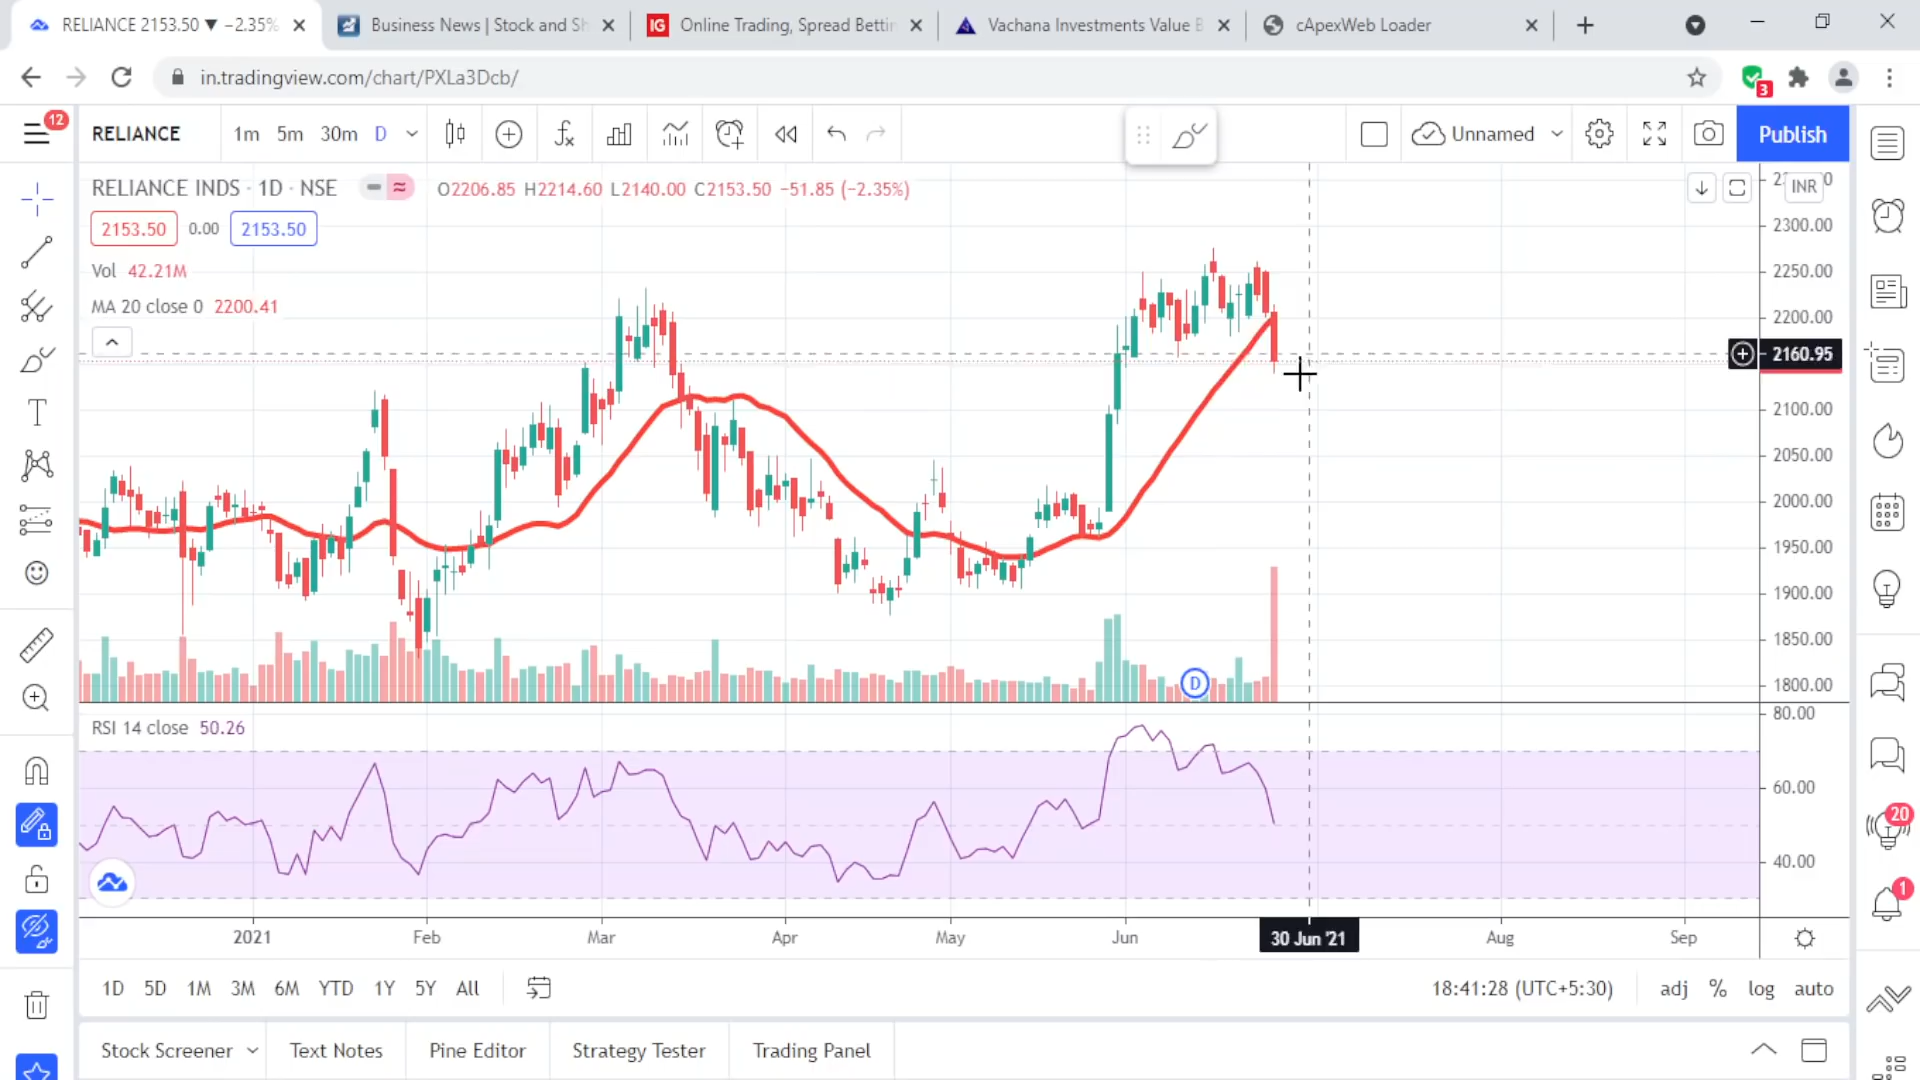 RELIANCE 2153.50 ▼ −2.35%
Business News | Stock and Sh
IG Online Trading, Spread Bettin
Vachana Investments Value B
cApexWeb Loader
in.tradingview.com/chart/PXLa3Dcb/
3
12
RELIANCE 1m 5m 30m D
Unnamed
Publish
RELIANCE INDS · 1D · NSE O2206.85 H2214.60 L2140.00 C2153.50 −51.85 (−2.35%)
INR
2153.50 0.00 2153.50
Vol 42.21M
MA 20 close 0 2200.41
2300.00
2250.00
2200.00
2160.95
2100.00
2050.00
2000.00
1950.00
1900.00
1850.00
1800.00
D
RSI 14 close 50.26
80.00
60.00
40.00
20
1
2021 Feb Mar Apr May Jun 30 Jun '21 Aug Sep
1D 5D 1M 3M 6M YTD 1Y 5Y All
18:41:28 (UTC+5:30) adj % log auto
Stock Screener Text Notes Pine Editor Strategy Tester Trading Panel